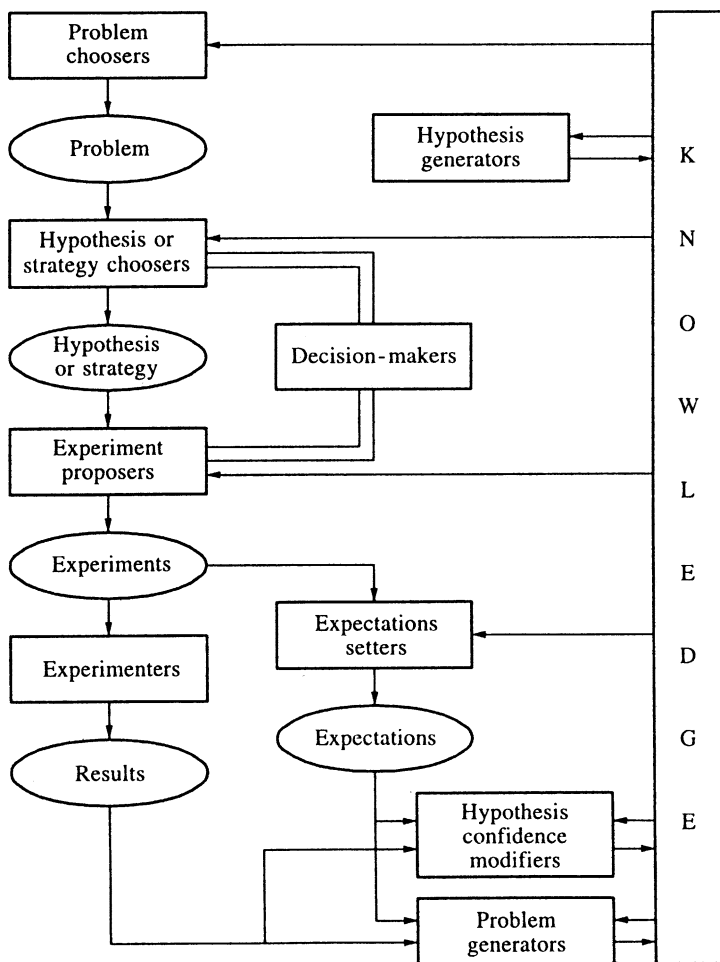 Problem
choosers
Problem
Hypothesis
generators
Hypothesis or
strategy choosers
Hypothesis
or strategy
Decision-makers
Experiment
proposers
Experiments
Expectations
setters
Experimenters
Expectations
Results
Hypothesis
confidence
modifiers
Problem
generators
K
N
O
W
L
E
D
G
E